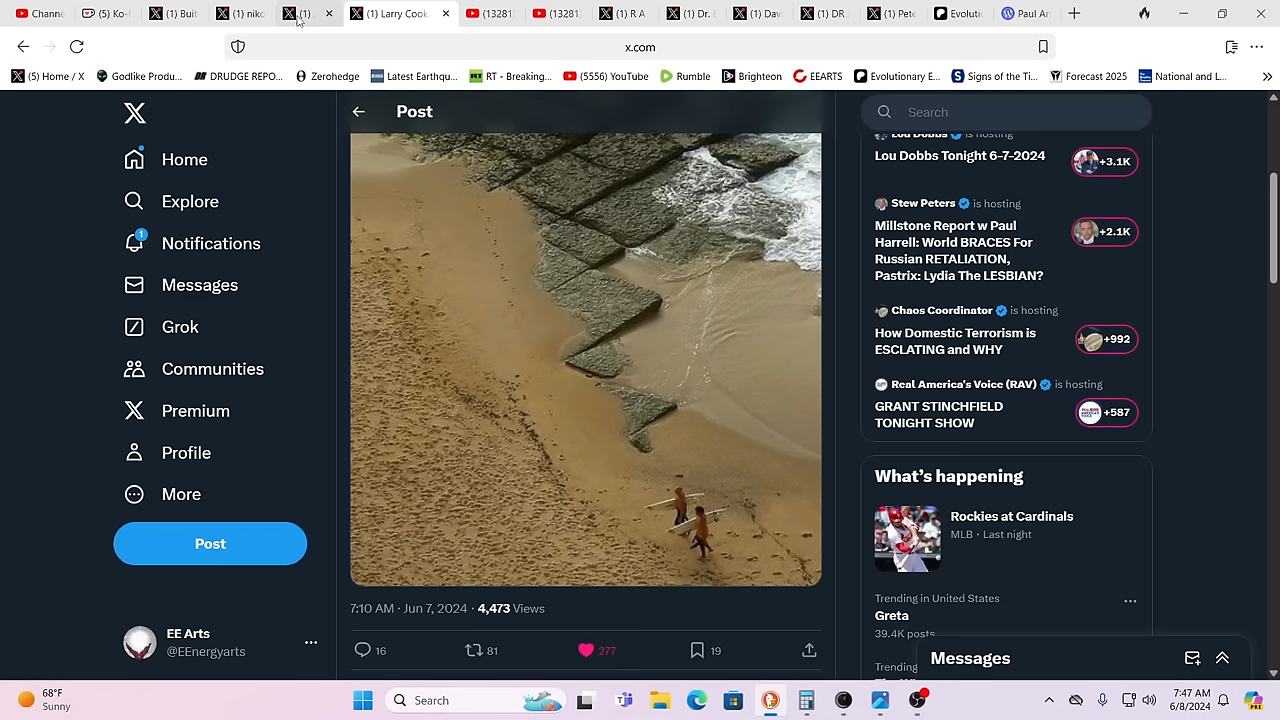 Channe
(5) Ko-f
(1) Buit
(1) niko
(1)
(1) Larry Cook
(13281
(13281
(1) R A
(1) Dr.
(1) Dav
(1) DR
(1) Pete
Evoluti
Paul An
x.com
(5) Home / X
Godlike Produ...
DRUDGE REPO...
Zerohedge
Latest Earthqu...
RT - Breaking...
(5556) YouTube
Rumble
Brighteon
EEARTS
Evolutionary E...
Signs of the Ti...
Forecast 2025
National and L...
Home
Explore
1
Notifications
Messages
Grok
Communities
Premium
Profile
More
Post
EE Arts
@EEnergyarts
Post
7:10 AM · Jun 7, 2024 · 4,473 Views
16 81 277 19
Search
Lou Dobbs is hosting
Lou Dobbs Tonight 6-7-2024
+3.1K
Stew Peters is hosting
Millstone Report w Paul
Harrell: World BRACES For
Russian RETALIATION,
Pastrix: Lydia The LESBIAN?
+2.1K
Chaos Coordinator is hosting
How Domestic Terrorism is
ESCLATING and WHY
+992
Real America's Voice (RAV) is hosting
GRANT STINCHFIELD
TONIGHT SHOW
+587
What's happening
Rockies at Cardinals
MLB · Last night
Trending in United States
Greta
39.4K posts
Trending
Messages
68°F
Sunny
Search
7:47 AM
6/8/2024